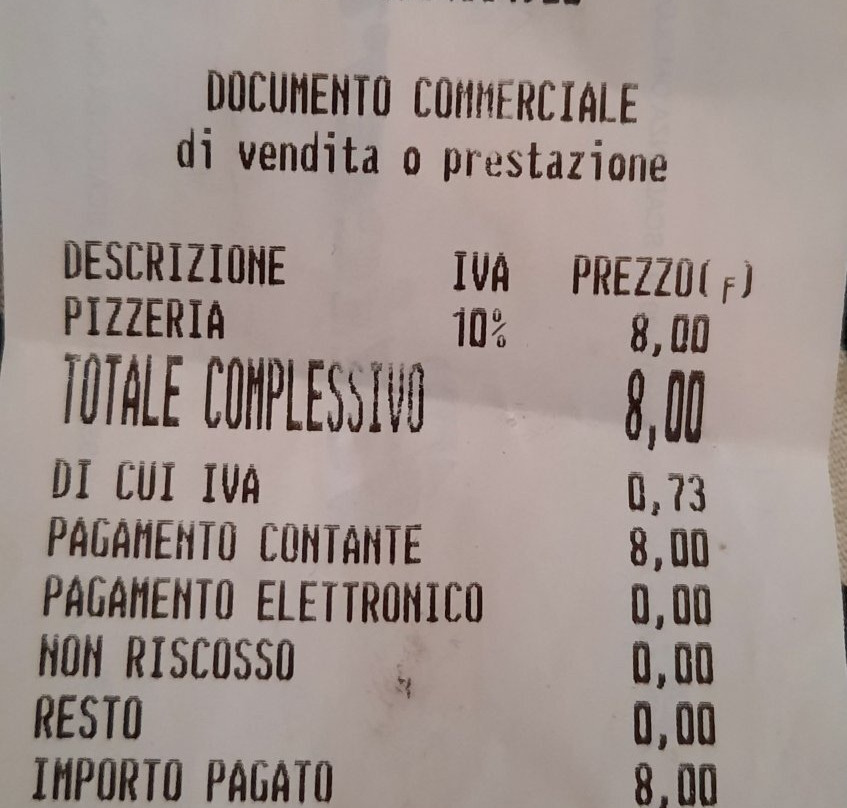 DOCUMENTO COMMERCIALE
di vendita o prestazione
DESCRIZIONE IVA PREZZO(F)
PIZZERIA 10% 8,00
TOTALE COMPLESSIVO 8,00
DI CUI IVA 0,73
PAGAMENTO CONTANTE 8,00
PAGAMENTO ELETTRONICO 0,00
NON RISCOSSO 0,00
RESTO 0,00
IMPORTO PAGATO 8,00